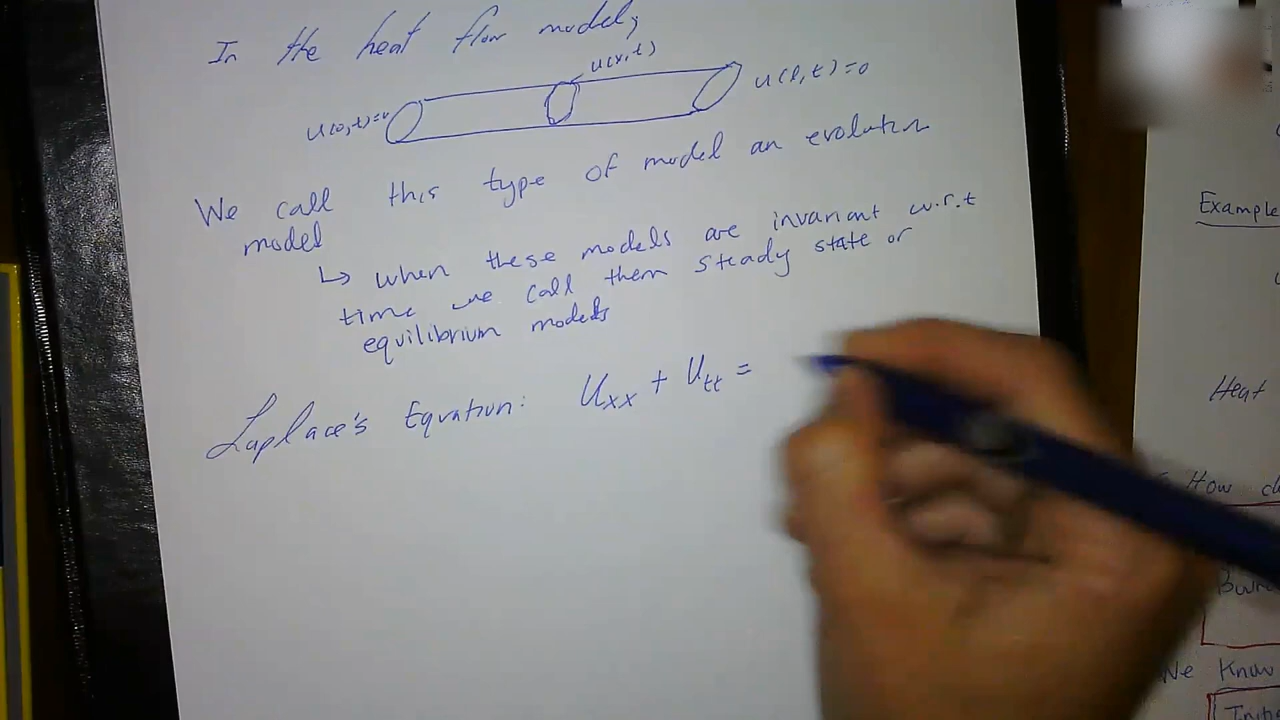 In the heat flow model,
u(x,t)
u(0,t)=0
u(l,t)=0
We call this type of model an evolution
model
↳ when these models are invariant w.r.t
time we call them steady state or
equilibrium models
Laplace's Equation: Uxx + Utt =
Example
Heat
How
We Know